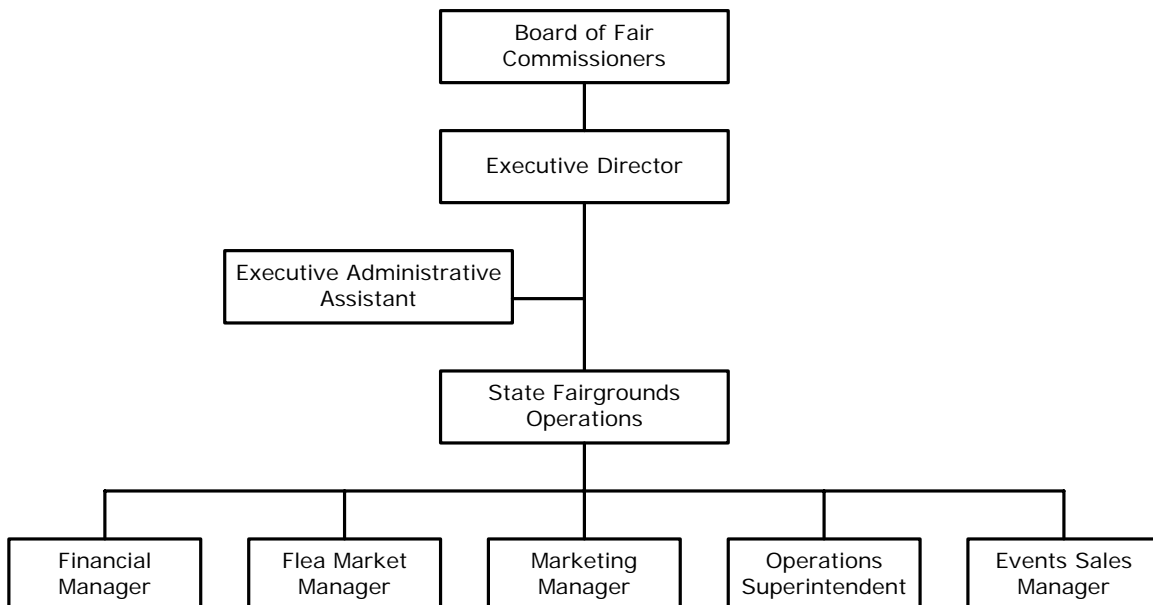 Board of Fair
Commissioners
Executive Director
Executive Administrative
Assistant
State Fairgrounds
Operations
Financial
Manager
Flea Market
Manager
Marketing
Manager
Operations
Superintendent
Events Sales
Manager